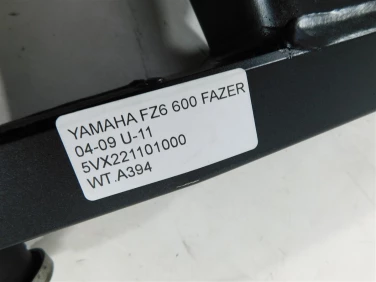 YAMAHA FZ6 600 FAZER
04-09 U-11
5VX221101000
WT.A394